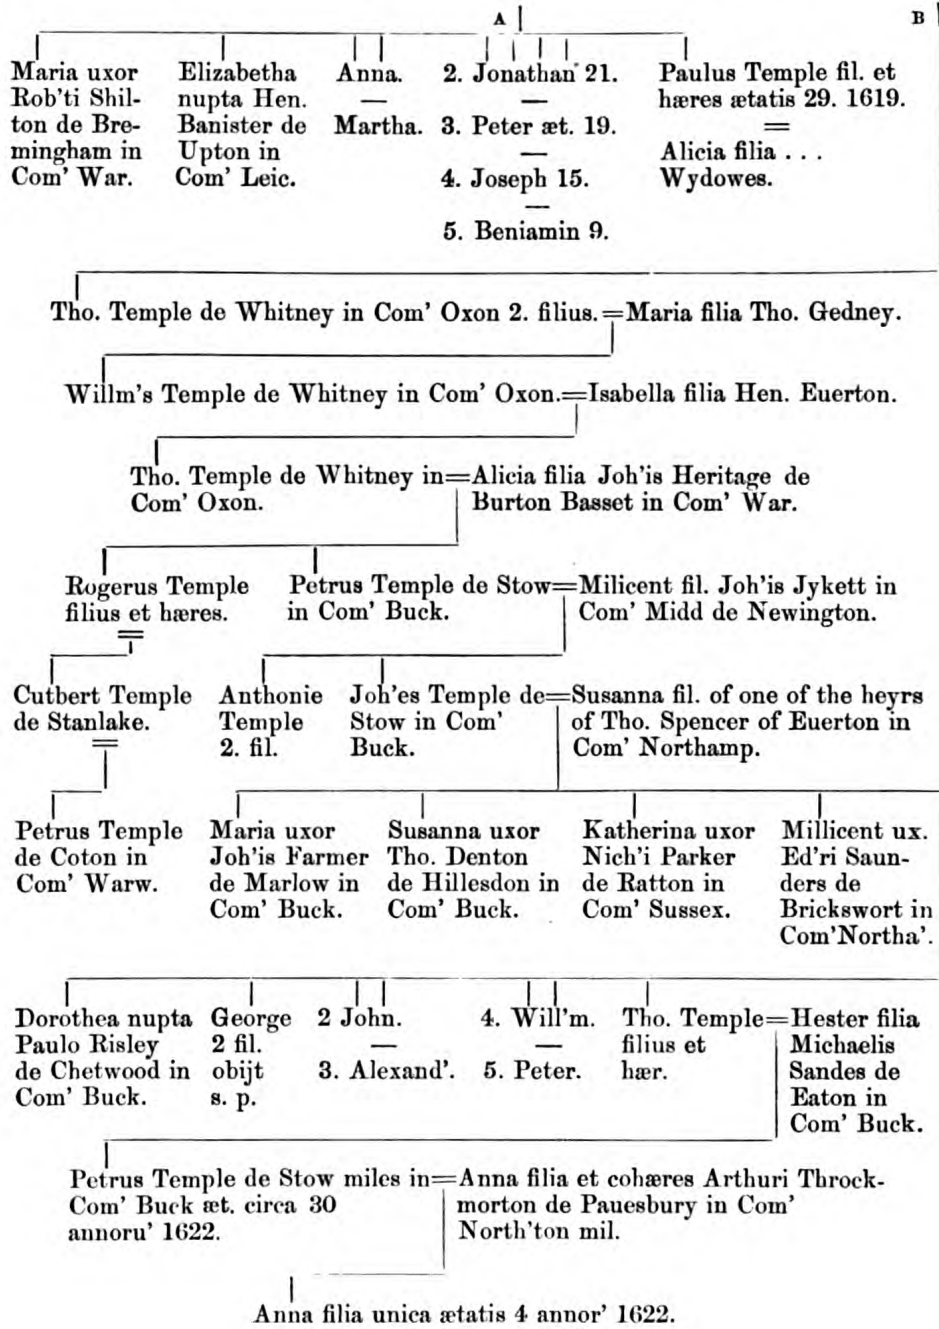 A B
Maria uxor
Rob'ti Shil-
ton de Bre-
mingham in
Com' War.
Elizabetha
nupta Hen.
Banister de
Upton in
Com' Leic.
Anna.
—
Martha.
2. Jonathan 21.
—
3. Peter æt. 19.
—
4. Joseph 15.
—
5. Beniamin 9.
Paulus Temple fil. et
hæres ætatis 29. 1619.
=
Alicia filia . . .
Wydowes.
Tho. Temple de Whitney in Com' Oxon 2. filius.=Maria filia Tho. Gedney.
Willm's Temple de Whitney in Com' Oxon.=Isabella filia Hen. Euerton.
Tho. Temple de Whitney in=Alicia filia Joh'is Heritage de
Com' Oxon. Burton Basset in Com' War.
Rogerus Temple
filius et hæres.
=
Petrus Temple de Stow=Milicent fil. Joh'is Jykett in
in Com' Buck. Com' Midd de Newington.
Cutbert Temple
de Stanlake.
=
Anthonie
Temple
2. fil.
Joh'es Temple de=Susanna fil. of one of the heyrs
Stow in Com' of Tho. Spencer of Euerton in
Buck. Com' Northamp.
Petrus Temple
de Coton in
Com' Warw.
Maria uxor
Joh'is Farmer
de Marlow in
Com' Buck.
Susanna uxor
Tho. Denton
de Hillesdon in
Com' Buck.
Katherina uxor
Nich'i Parker
de Ratton in
Com' Sussex.
Millicent ux.
Ed'ri Saun-
ders de
Brickswort in
Com'Northa'.
Dorothea nupta
Paulo Risley
de Chetwood in
Com' Buck.
George
2 fil.
obijt
s. p.
2 John.
—
3. Alexand'.
4. Will'm.
—
5. Peter.
Tho. Temple=Hester filia
filius et Michaelis
hær. Sandes de
Eaton in
Com' Buck.
Petrus Temple de Stow miles in=Anna filia et cohæres Arthuri Throck-
Com' Buck æt. circa 30 morton de Pauesbury in Com'
annoru' 1622. North'ton mil.
Anna filia unica ætatis 4 annor' 1622.